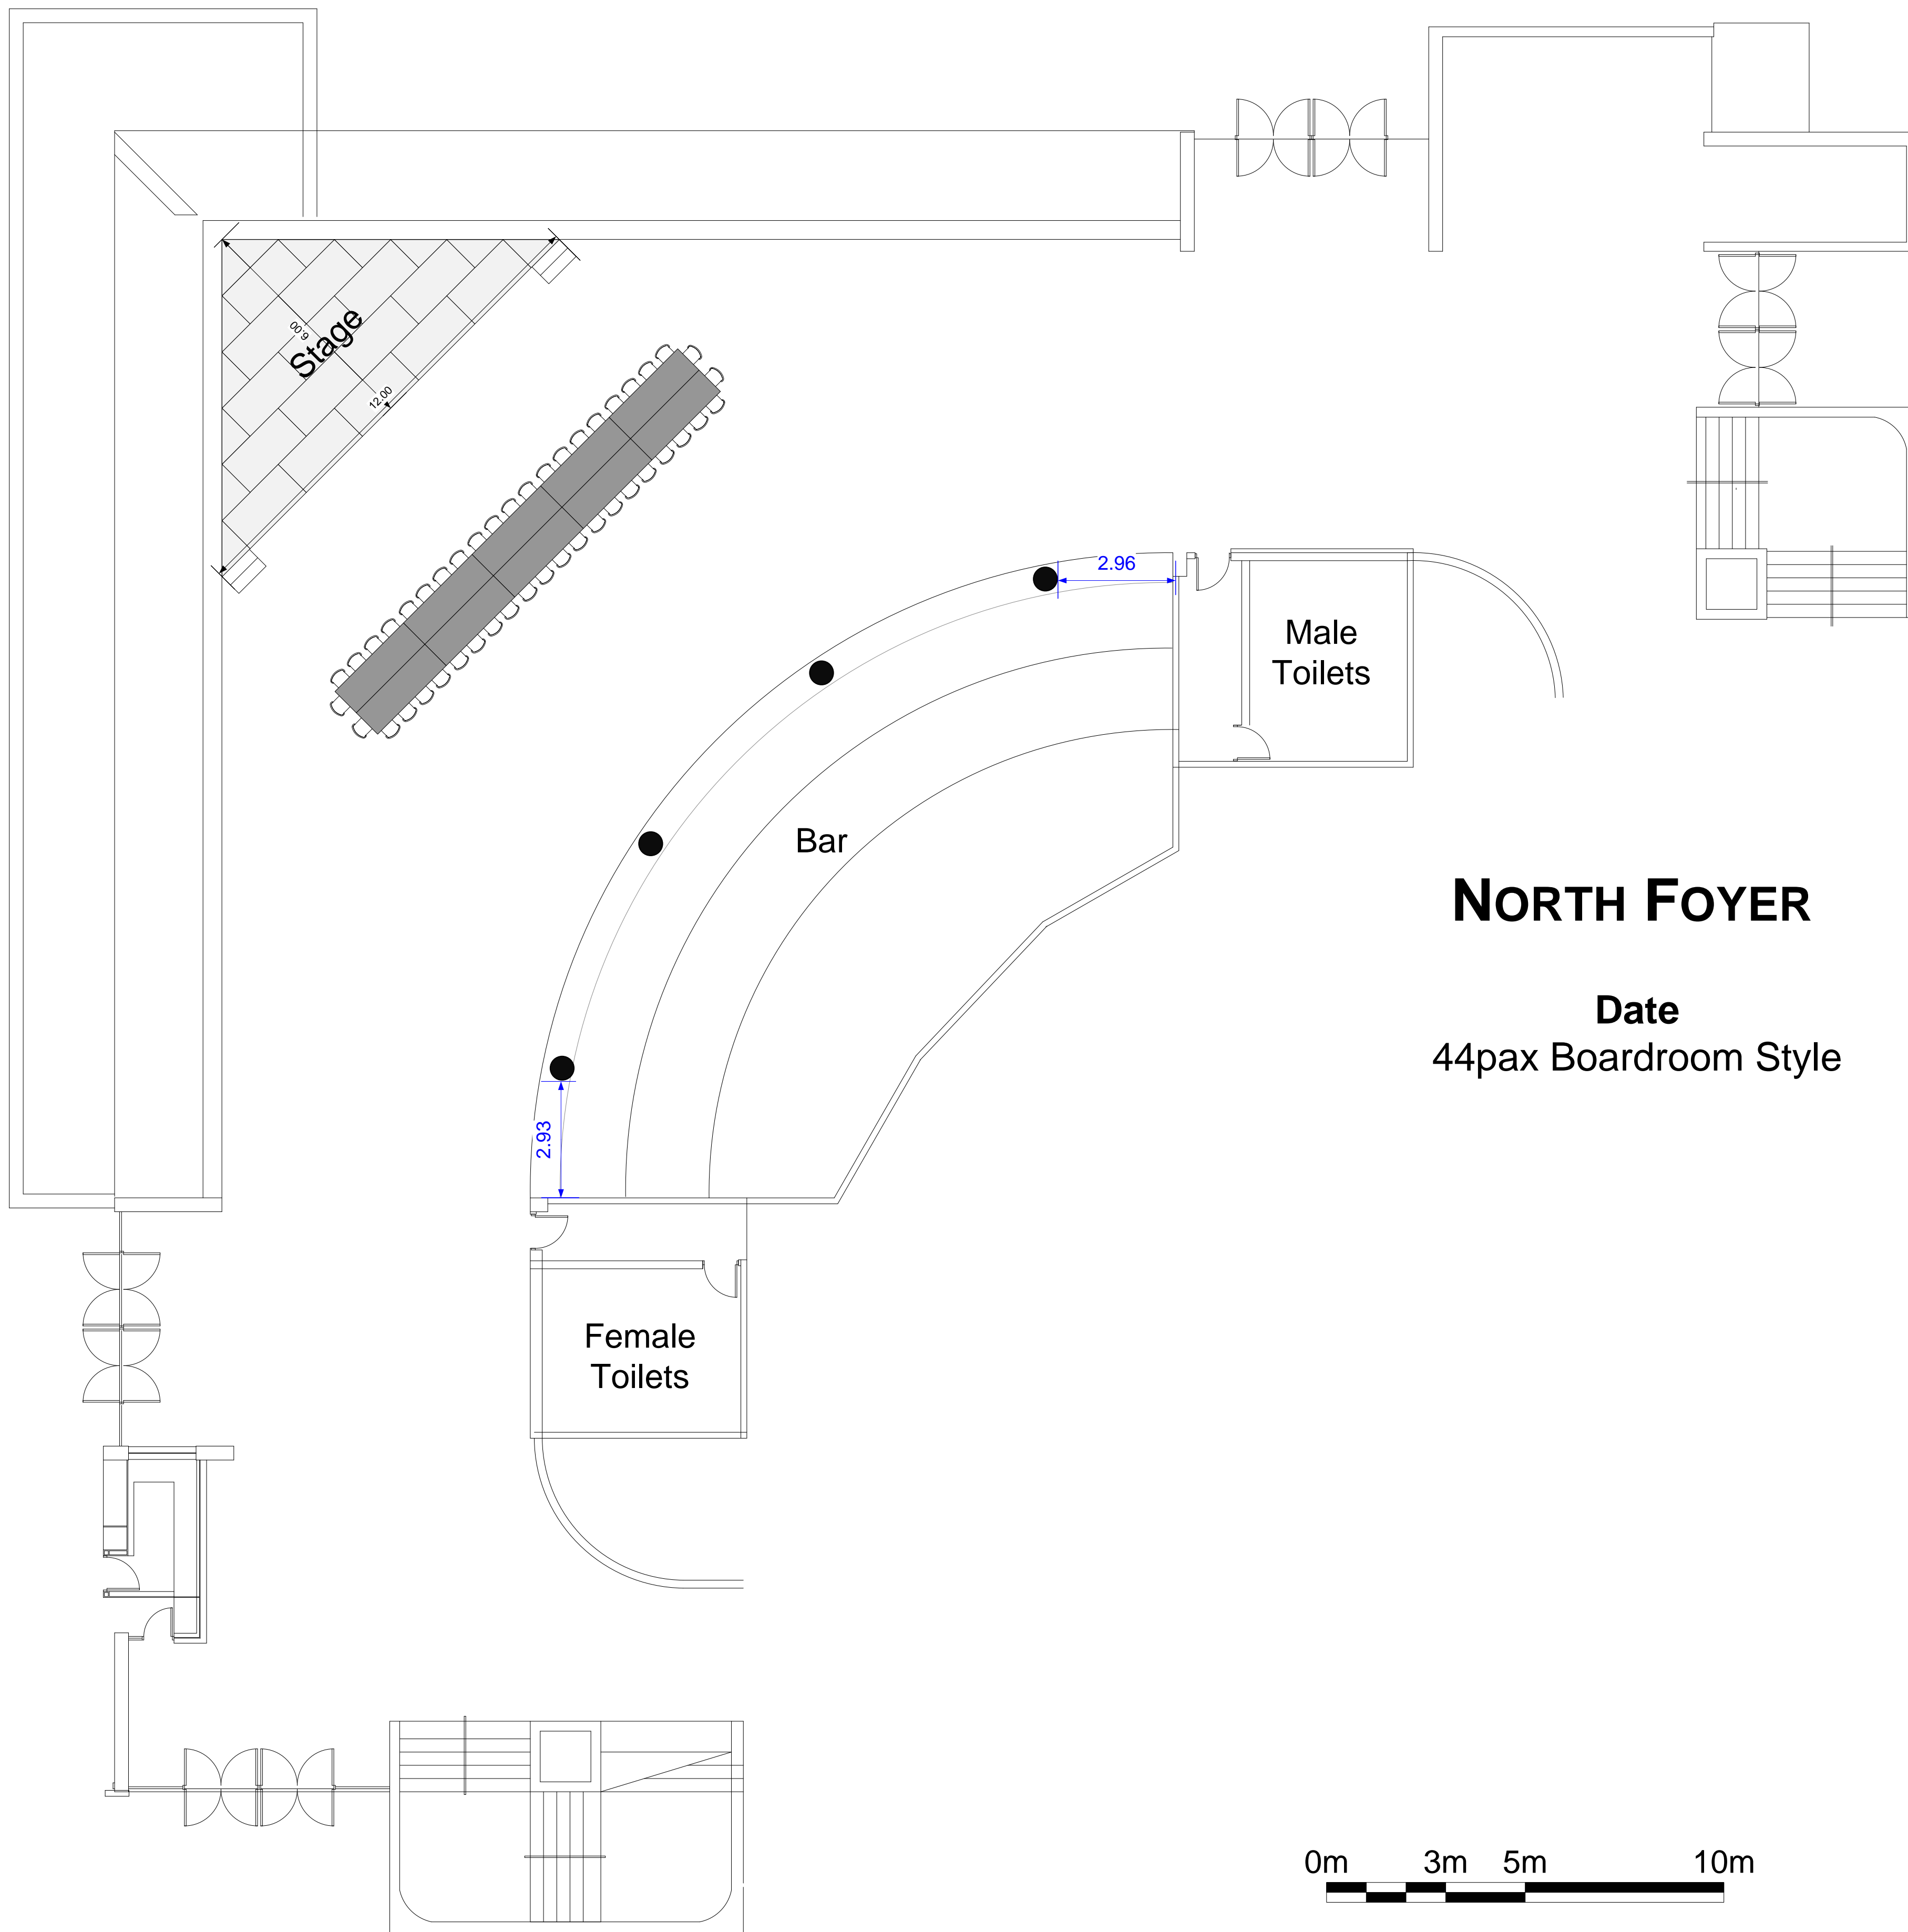 Stage
6.00
12.00
2.96
Male
Toilets
Bar
NORTH FOYER
Date
44pax Boardroom Style
2.93
Female
Toilets
0m 3m 5m 10m